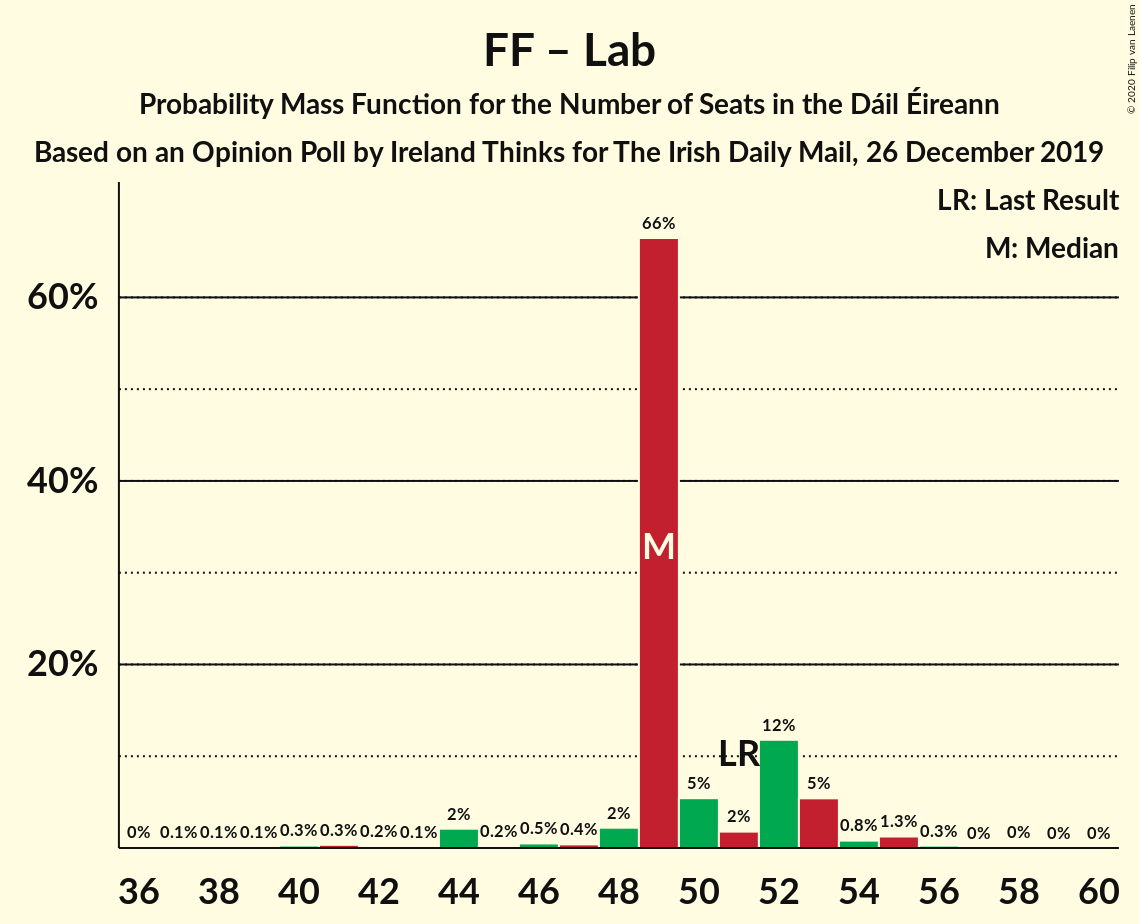 FF – Lab
Probability Mass Function for the Number of Seats in the Dáil Éireann
Based on an Opinion Poll by Ireland Thinks for The Irish Daily Mail, 26 December 2019
© 2020 Filip van Laenen
LR: Last Result
M: Median
60%
40%
20%
0% 0.1% 0.1% 0.1% 0.3% 0.3% 0.2% 0.1% 2% 0.2% 0.5% 0.4% 2% 66% 5% 2% 12% 5% 0.8% 1.3% 0.3% 0% 0% 0% 0%
M
LR
36 38 40 42 44 46 48 50 52 54 56 58 60